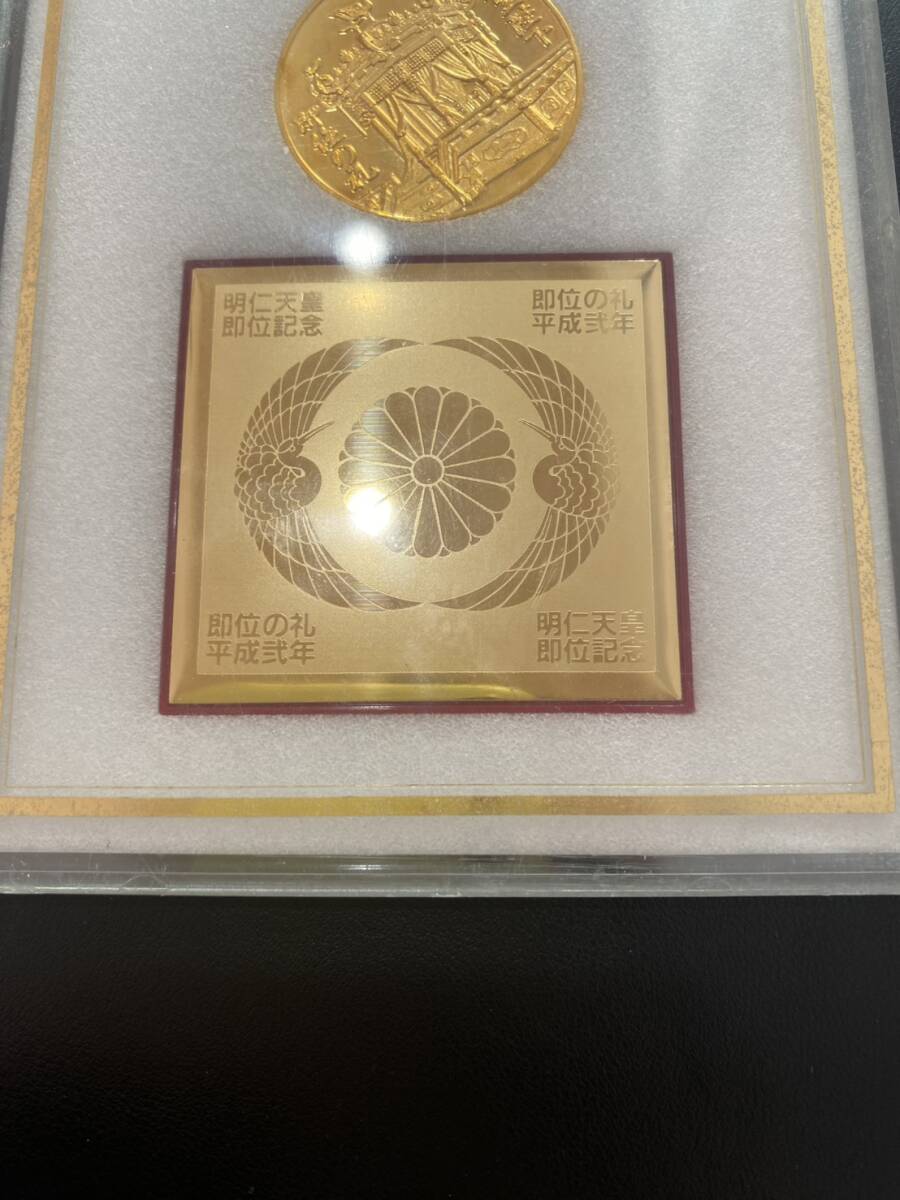 明仁天皇
即位記念
即位の礼
平成弐年
即位の礼
平成弐年
明仁天皇
即位記念